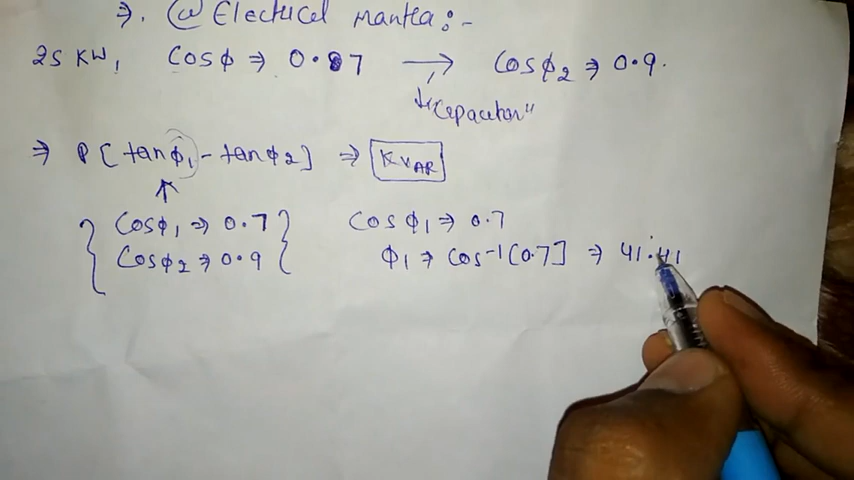 ⇒. @ Electrical mantra:-
25 KW, Cosϕ ⇒ 0.7 → Cosϕ2 ⇒ 0.9.
"Capacitor"
⇒ P[tanϕ1 - tanϕ2] ⇒ KVAR
Cosϕ1 ⇒ 0.7 Cosϕ1 ⇒ 0.7
Cosϕ2 ⇒ 0.9 ϕ1 ⇒ Cos-1[0.7] ⇒ 41.41